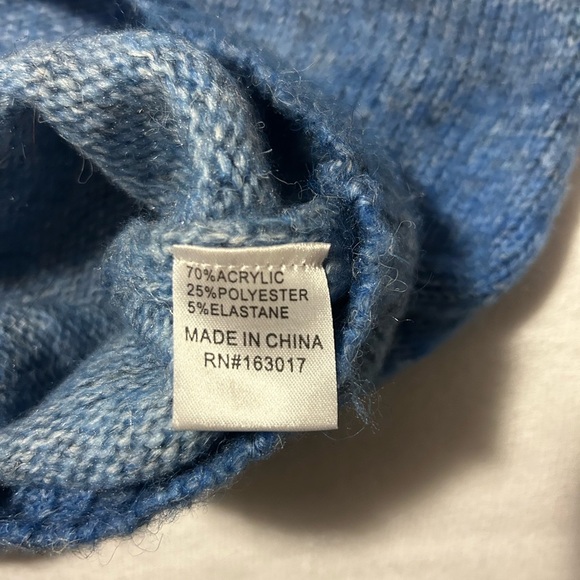 70%ACRYLIC
25%POLYESTER
5%ELASTANE
MADE IN CHINA
RN#163017